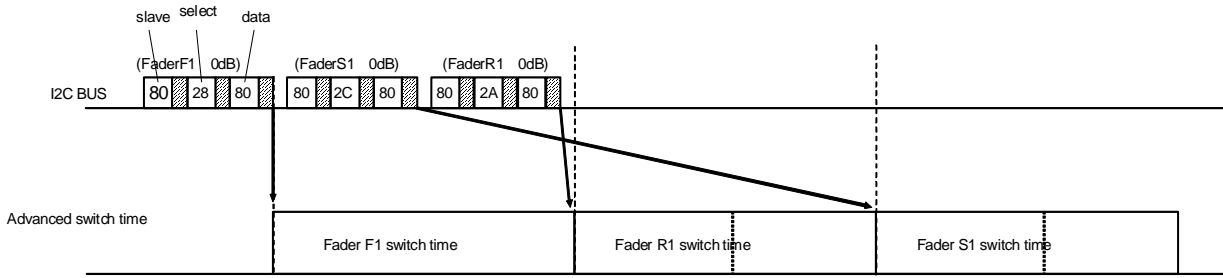 slave select data
(FaderF1 0dB) (FaderS1 0dB) (FaderR1 0dB)
I2C BUS 80 28 80 80 2C 80 80 2A 80
Advanced switch time
Fader F1 switch time Fader R1 switch time Fader S1 switch time